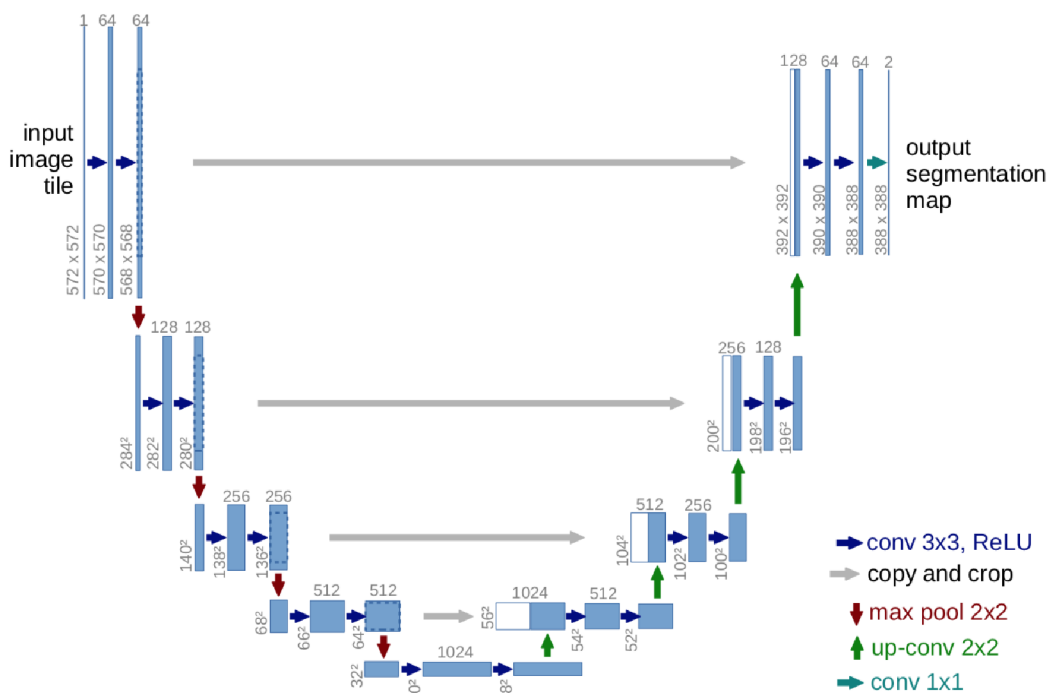 1 64 64
128 64 64 2
input
image
tile
output
segmentation
map
572 x 572
570 x 570
568 x 568
392 x 392
390 x 390
388 x 388
388 x 388
128 128
256 128
284²
282²
280²
200²
198²
196²
256 256
512 256
140²
138²
136²
104²
102²
100²
conv 3x3, ReLU
copy and crop
max pool 2x2
up-conv 2x2
conv 1x1
512 512
1024 512
68²
66²
64²
56²
54²
52²
1024
32²
0²
8²